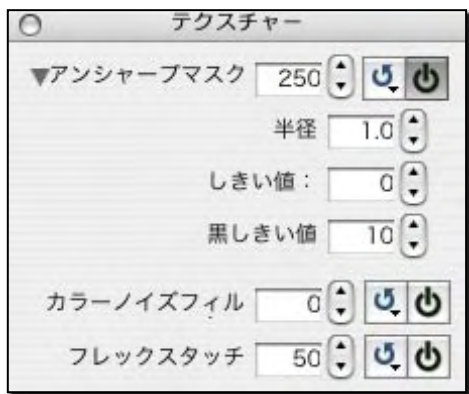 テクスチャー
▼アンシャープマスク 250
半径 1.0
しきい値： 0
黒しきい値 10
カラーノイズフィル 0
フレックスタッチ 50